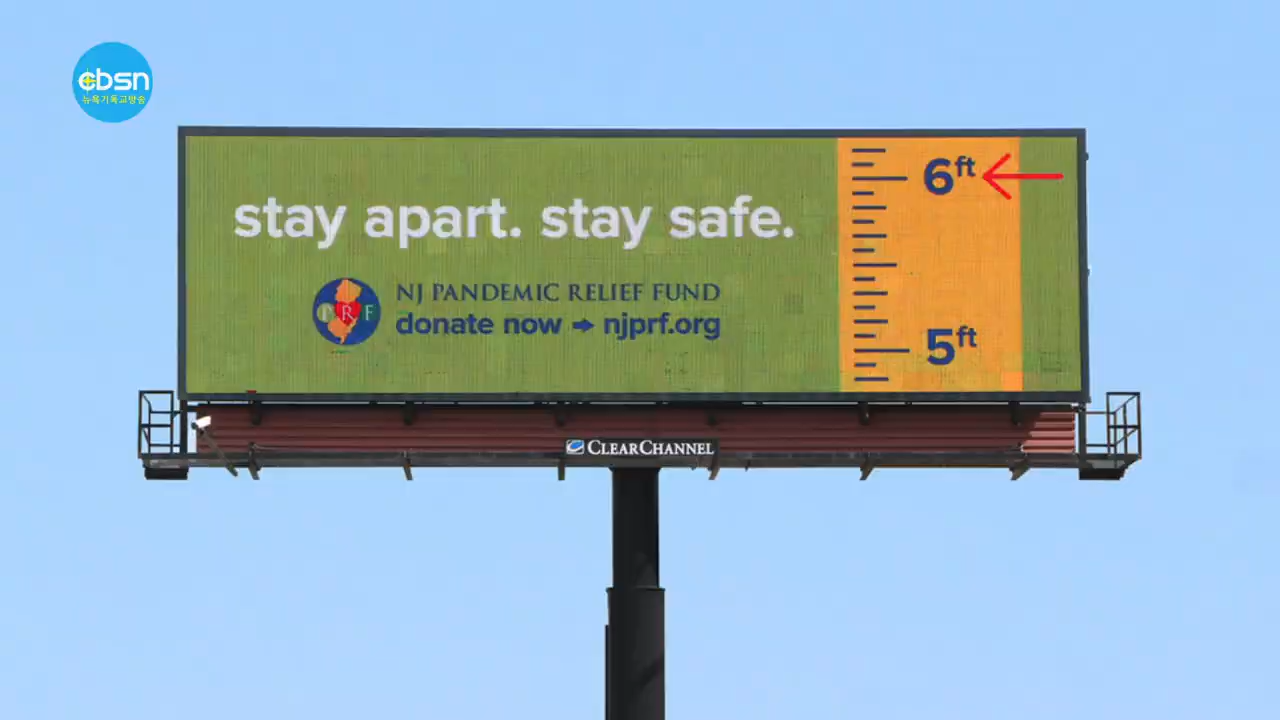 cbsn
뉴욕기독교방송
stay apart. stay safe.
PRF
NJ PANDEMIC RELIEF FUND
donate now → njprf.org
6ft
5ft
CLEARCHANNEL